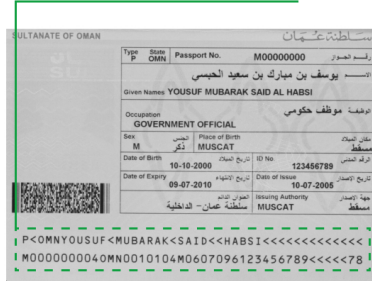 SULTANATE OF OMAN سلطنة عمان
Type State Passport No. M00000000 رقم الجواز
P OMN
الاســـم يوسف بن مبارك بن سعيد الحبسي
Given Names YOUSUF MUBARAK SAID AL HABSI
الوظيفة موظف حكومي
Occupation
GOVERNMENT OFFICIAL
Sex الجنس Place of Birth مكان الميلاد
M ذكر MUSCAT مسقط
Date of Birth تاريخ الميلاد ID No الرقم المدني
10-10-2000 123456789
Date of Expiry تاريخ الانتهاء Date of Issue تاريخ الإصدار
09-07-2010 10-07-2005
العنوان الدائم Issuing Authority جهة الإصدار
سلطنة عمان- الداخلية MUSCAT مسقط
P<OMNYOUSUF<MUBARAK<SAID<<HABSI<<<<<<<<<<<<<
M0000000040MN0010104M0607096123456789<<<<<78